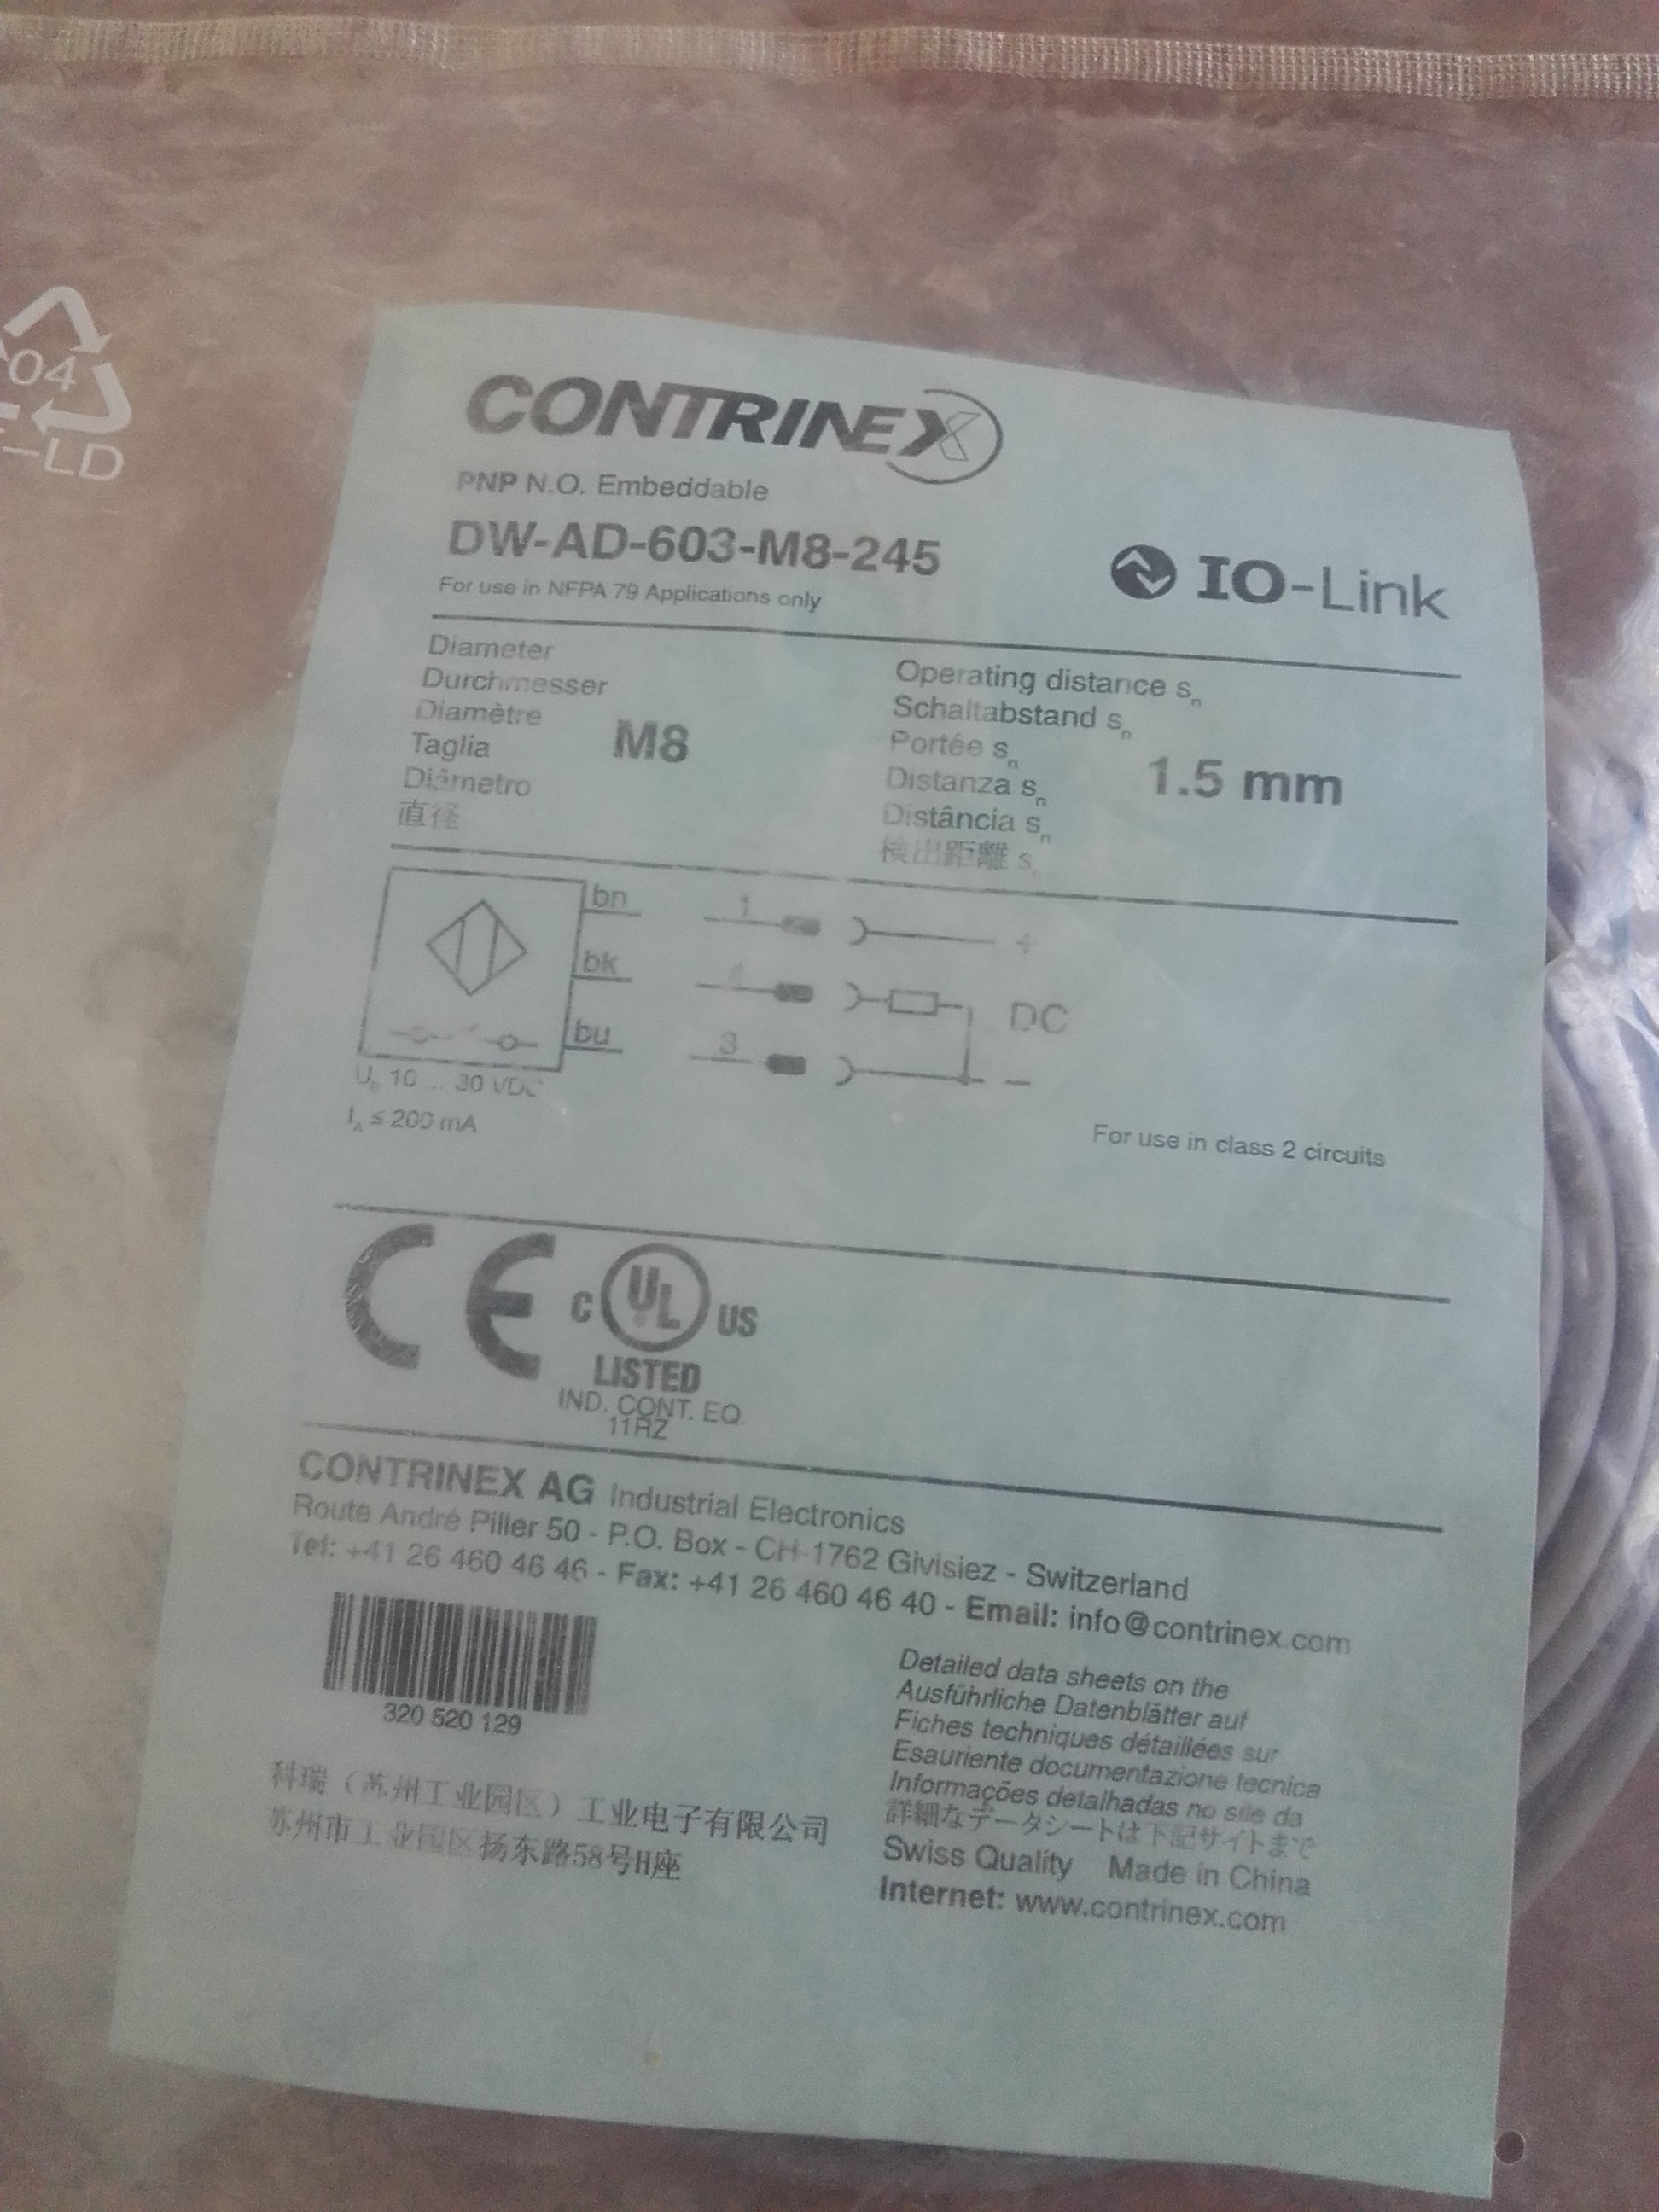 04
-LD
CONTRINEX
PNP N.O. Embeddable
DW-AD-603-M8-245
IO-Link
For use in NFPA 79 Applications only
Diameter
Durchmesser
Diamètre
Taglia
Diâmetro
直径
M8
Operating distance sn
Schaltabstand sn
Portée sn
Distanza sn
Distância sn
検出距離 sn
1.5 mm
bn 1 +
bk 4 DC
bu 3 -
UB 10 ... 30 VDC
IA ≤ 200 mA
For use in class 2 circuits
CE
C UL US
LISTED
IND. CONT. EQ.
11RZ
CONTRINEX AG Industrial Electronics
Route André Piller 50 - P.O. Box - CH-1762 Givisiez - Switzerland
Tel: +41 26 460 46 46 - Fax: +41 26 460 46 40 - Email: info@contrinex.com
320 520 129
科瑞（苏州工业园区）工业电子有限公司
苏州市工业园区扬东路58号H座
Detailed data sheets on the
Ausführliche Datenblätter auf
Fiches techniques détaillées sur
Esauriente documentazione tecnica
Informações detalhadas no site da
詳細なデータシートは下記サイトまで
Swiss Quality Made in China
Internet: www.contrinex.com